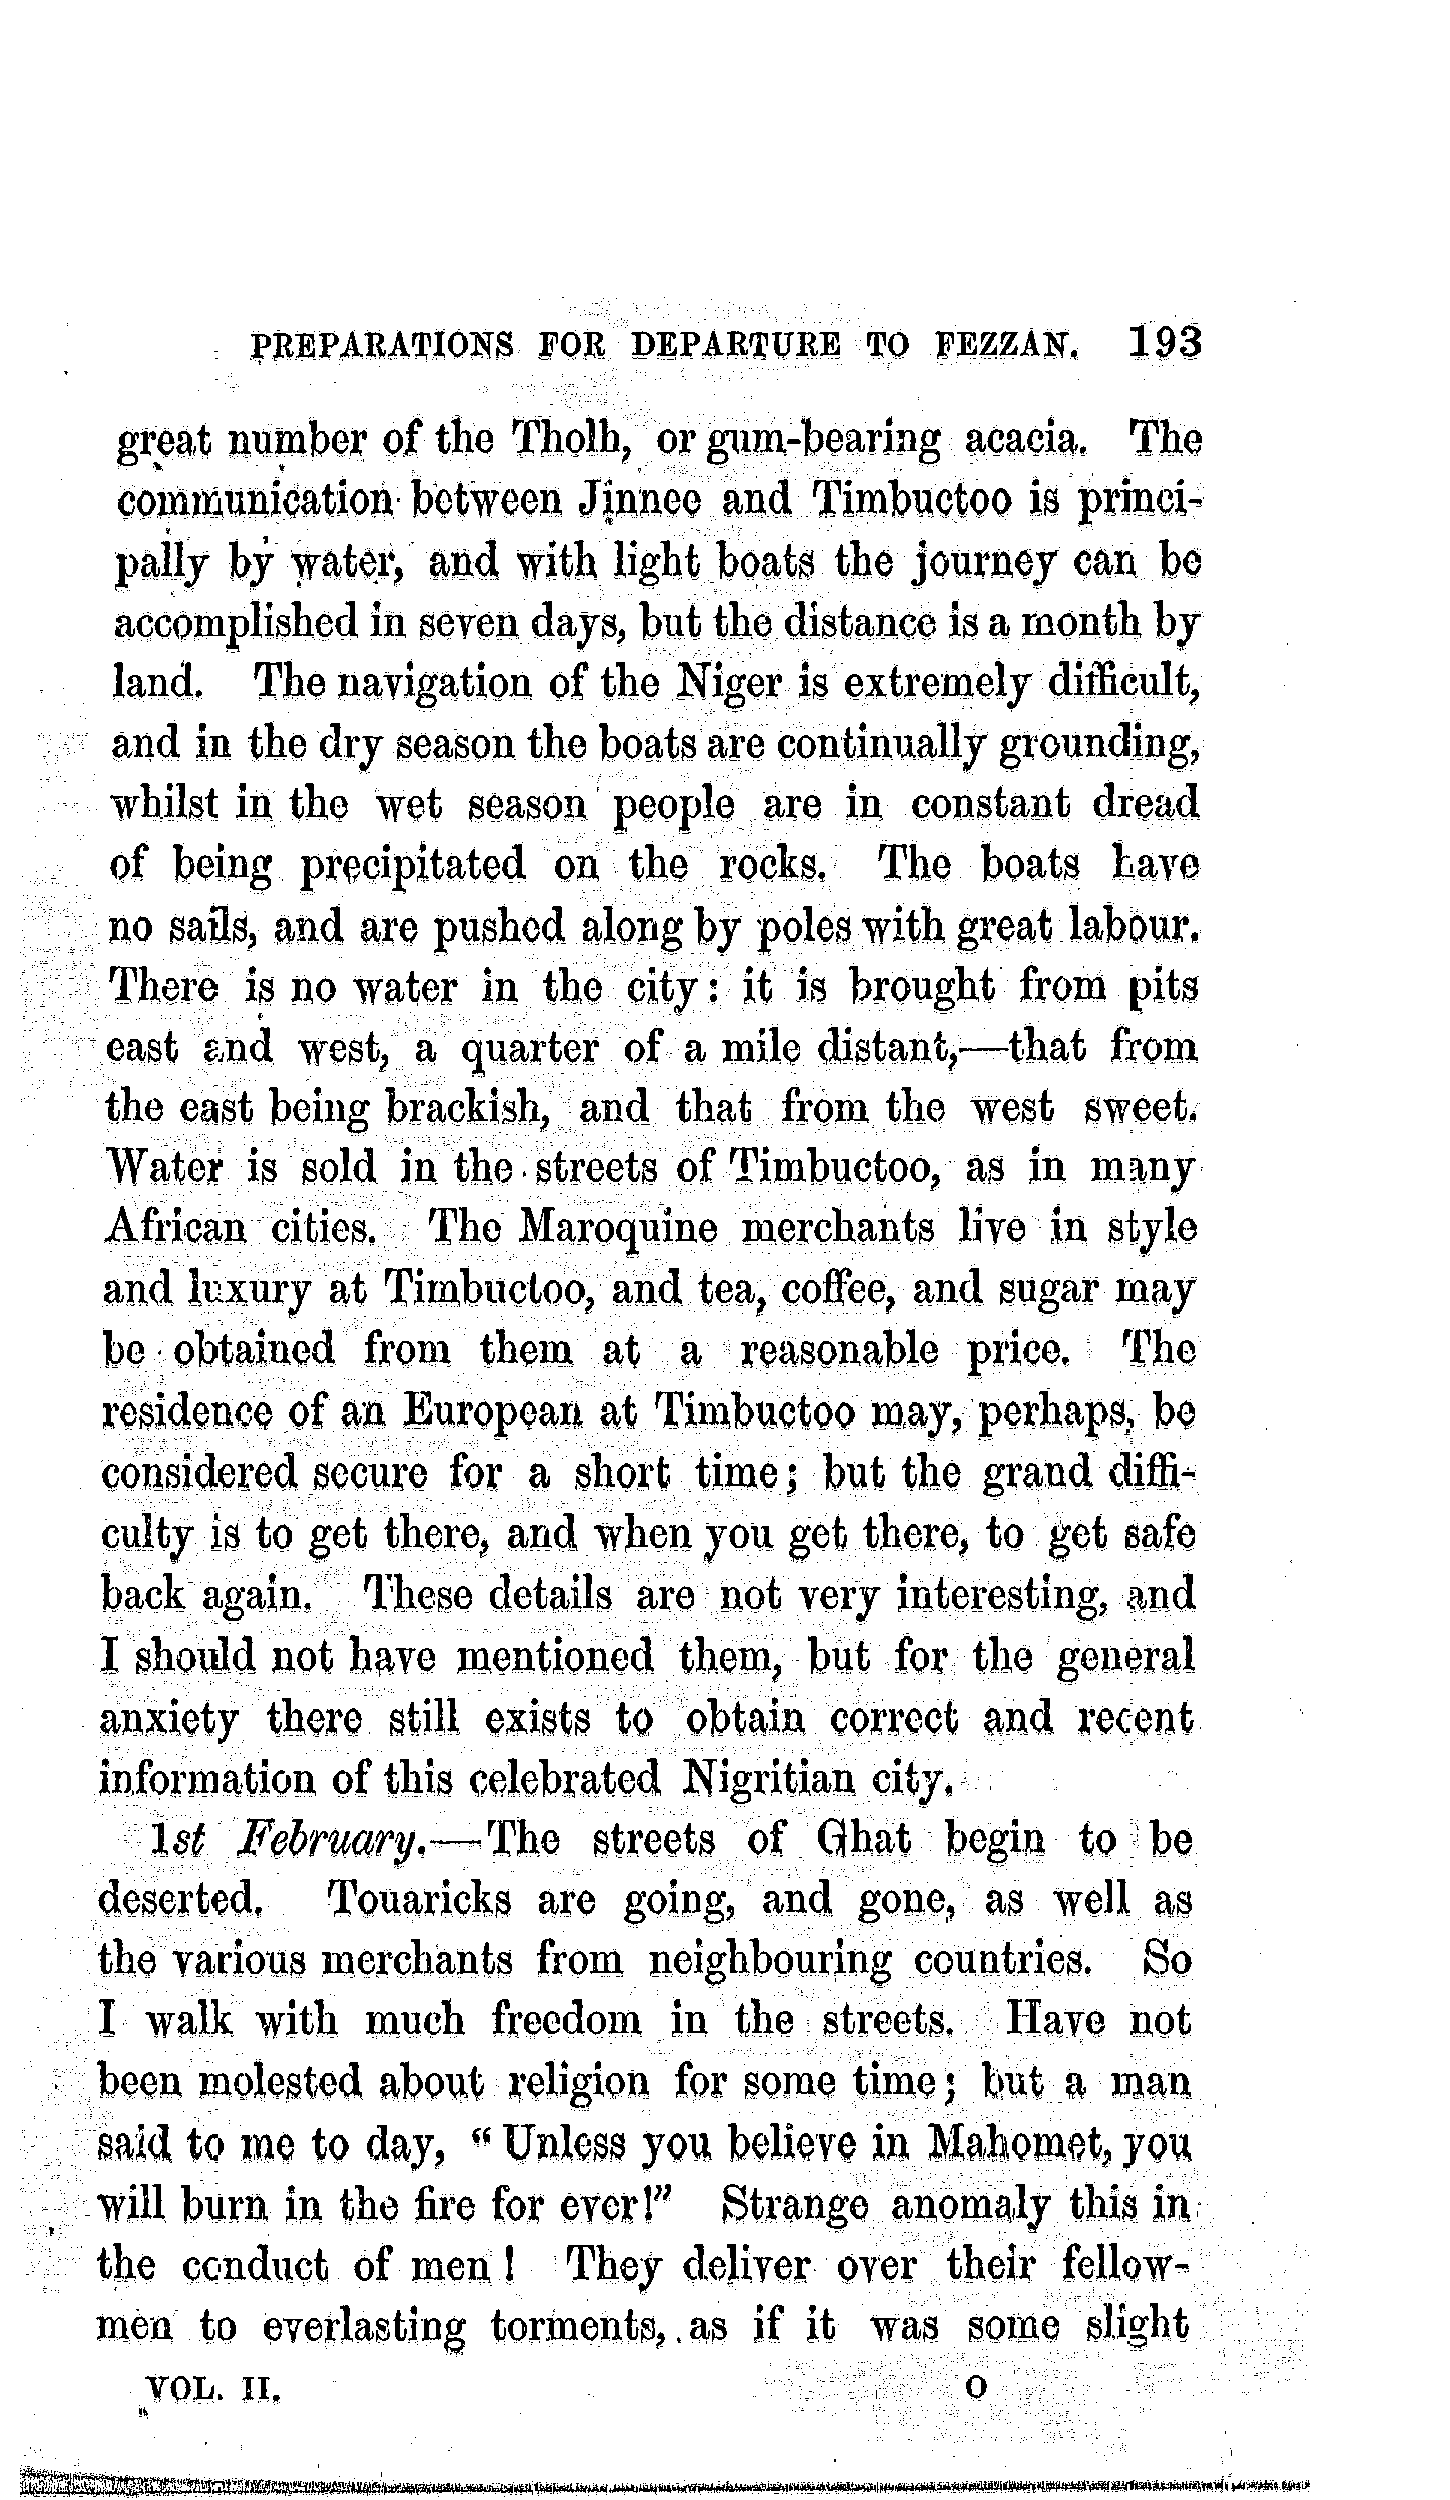 PREPARATIONS FOR DEPARTURE TO FEZZAN. 193
great number of the Tholh, or gum-bearing acacia. The
communication between Jinnee and Timbuctoo is princi-
pally by water, and with light boats the journey can be
accomplished in seven days, but the distance is a month by
land. The navigation of the Niger is extremely difficult,
and in the dry season the boats are continually grounding,
whilst in the wet season people are in constant dread
of being precipitated on the rocks. The boats have
no sails, and are pushed along by poles with great labour.
There is no water in the city: it is brought from pits
east and west, a quarter of a mile distant,—that from
the east being brackish, and that from the west sweet.
Water is sold in the streets of Timbuctoo, as in many
African cities. The Maroquine merchants live in style
and luxury at Timbuctoo, and tea, coffee, and sugar may
be obtained from them at a reasonable price. The
residence of an European at Timbuctoo may, perhaps, be
considered secure for a short time; but the grand diffi-
culty is to get there, and when you get there, to get safe
back again. These details are not very interesting, and
I should not have mentioned them, but for the general
anxiety there still exists to obtain correct and recent
information of this celebrated Nigritian city.
1st February.—The streets of Ghat begin to be
deserted. Touaricks are going, and gone, as well as
the various merchants from neighbouring countries. So
I walk with much freedom in the streets. Have not
been molested about religion for some time; but a man
said to me to day, “Unless you believe in Mahomet, you
will burn in the fire for ever!” Strange anomaly this in
the conduct of men! They deliver over their fellow-
men to everlasting torments, as if it was some slight
VOL. II. O